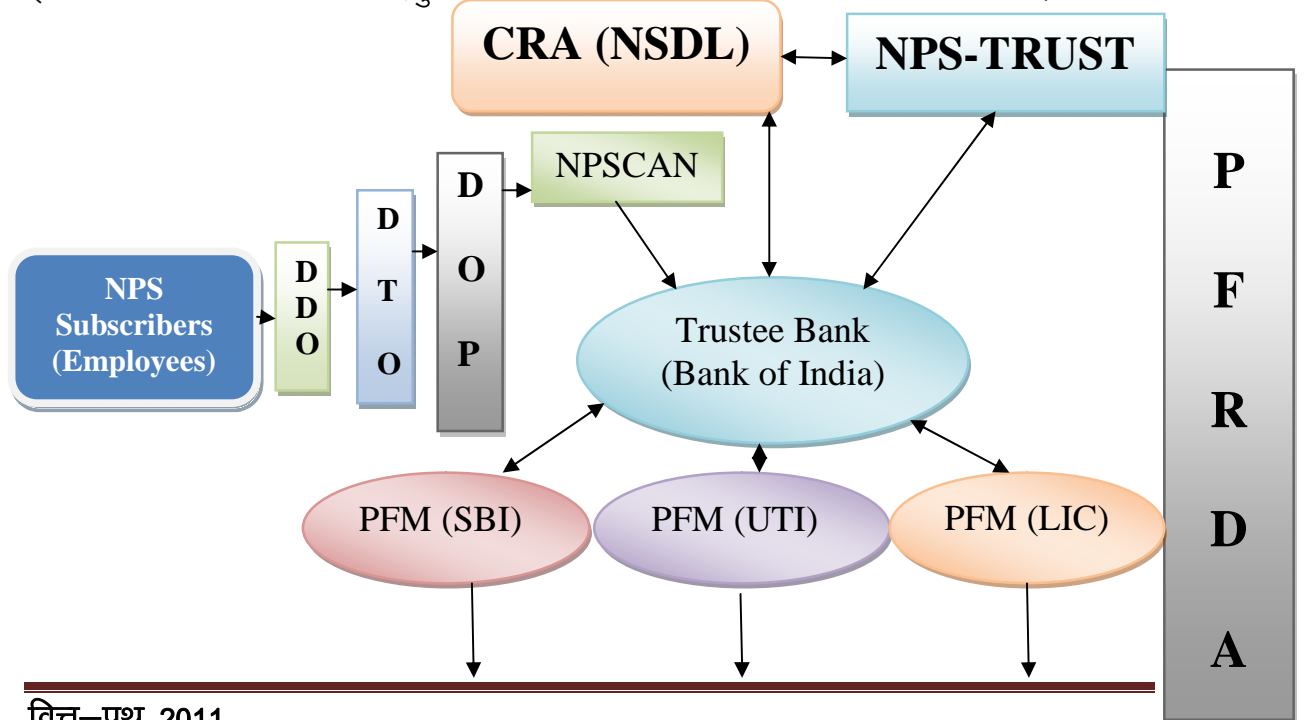 CRA (NSDL)
NPS-TRUST
NPSCAN
D
O
P
D
T
O
D
D
O
NPS
Subscribers
(Employees)
Trustee Bank
(Bank of India)
PFM (SBI)
PFM (UTI)
PFM (LIC)
P
F
R
D
A
वित्त–पथ 2011